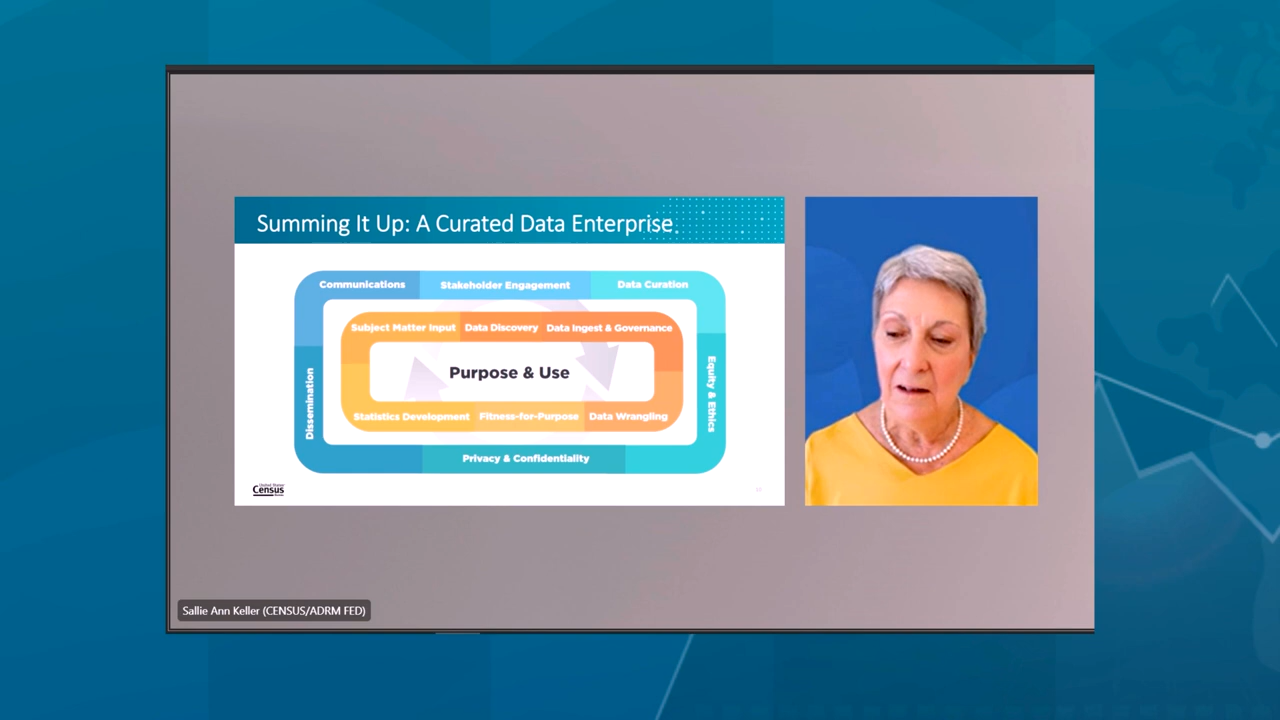 Summing It Up: A Curated Data Enterprise
Communications
Stakeholder Engagement
Data Curation
Subject Matter Input
Data Discovery
Data Ingest & Governance
Purpose & Use
Dissemination
Equity & Ethics
Statistics Development
Fitness-for-Purpose
Data Wrangling
Privacy & Confidentiality
United States
Census
Sallie Ann Keller (CENSUS/ADRM FED)